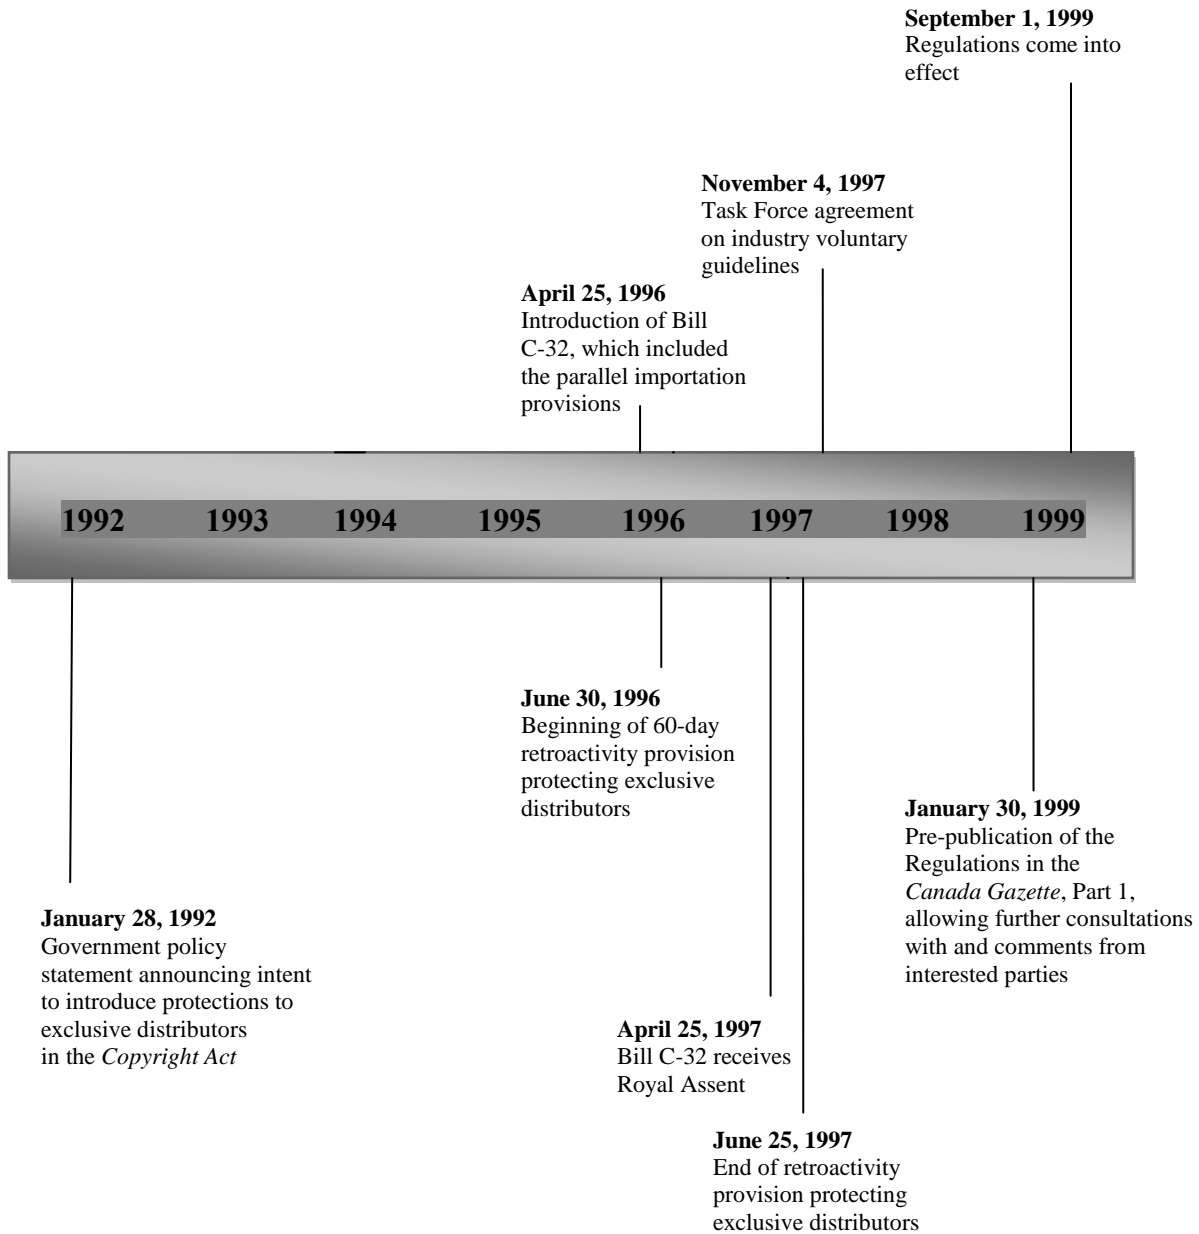 September 1, 1999
Regulations come into
effect
November 4, 1997
Task Force agreement
on industry voluntary
guidelines
April 25, 1996
Introduction of Bill
C-32, which included
the parallel importation
provisions
1992 1993 1994 1995 1996 1997 1998 1999
June 30, 1996
Beginning of 60-day
retroactivity provision
protecting exclusive
distributors
January 30, 1999
Pre-publication of the
Regulations in the
Canada Gazette, Part 1,
allowing further consultations
with and comments from
interested parties
January 28, 1992
Government policy
statement announcing intent
to introduce protections to
exclusive distributors
in the Copyright Act
April 25, 1997
Bill C-32 receives
Royal Assent
June 25, 1997
End of retroactivity
provision protecting
exclusive distributors